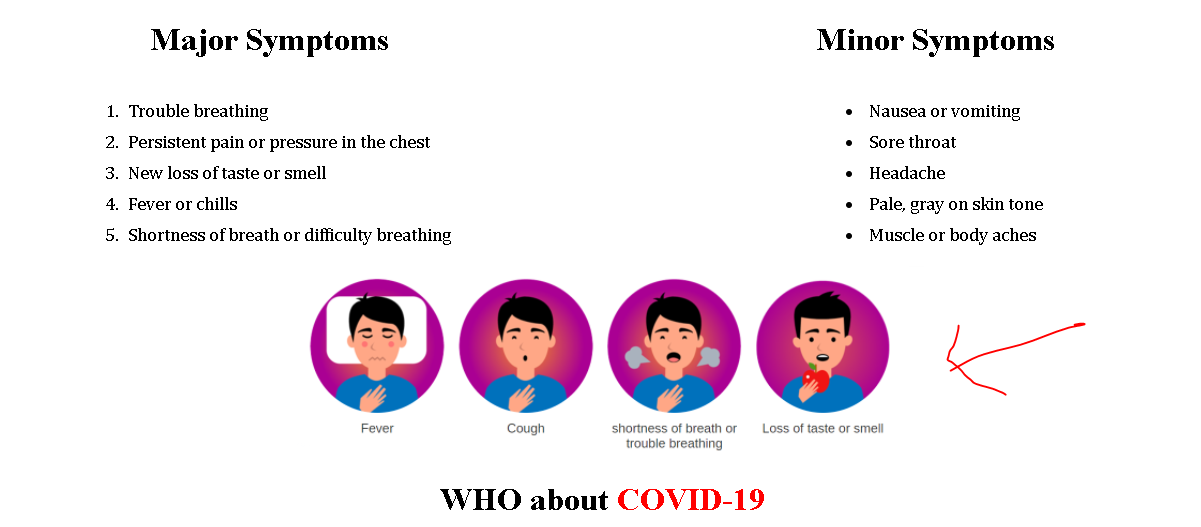 Major Symptoms
Minor Symptoms
1. Trouble breathing
2. Persistent pain or pressure in the chest
3. New loss of taste or smell
4. Fever or chills
5. Shortness of breath or difficulty breathing
• Nausea or vomiting
• Sore throat
• Headache
• Pale, gray on skin tone
• Muscle or body aches
Fever
Cough
shortness of breath or
trouble breathing
Loss of taste or smell
WHO about COVID-19